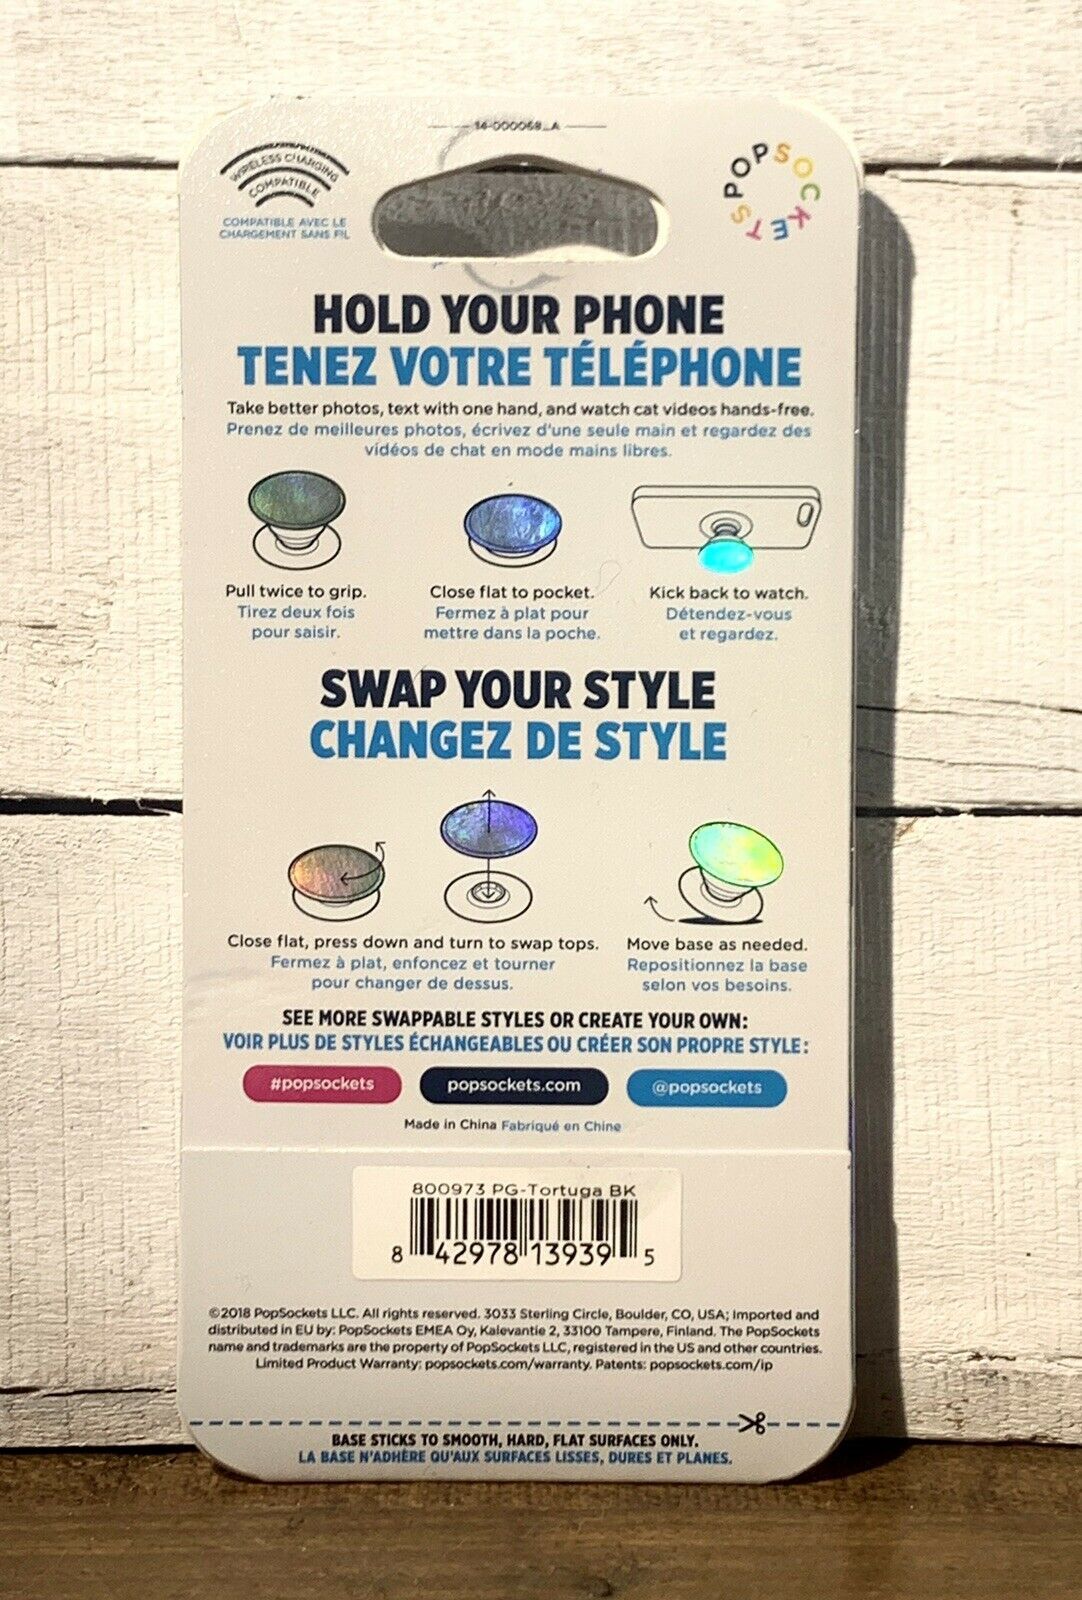 14-000068_A
WIRELESS CHARGING
COMPATIBLE
COMPATIBLE AVEC LE
CHARGEMENT SANS FIL
POPSOCKETS
HOLD YOUR PHONE
TENEZ VOTRE TÉLÉPHONE
Take better photos, text with one hand, and watch cat videos hands-free.
Prenez de meilleures photos, écrivez d'une seule main et regardez des
vidéos de chat en mode mains libres.
Pull twice to grip.
Tirez deux fois
pour saisir.
Close flat to pocket.
Fermez à plat pour
mettre dans la poche.
Kick back to watch.
Détendez-vous
et regardez.
SWAP YOUR STYLE
CHANGEZ DE STYLE
Close flat, press down and turn to swap tops.
Fermez à plat, enfoncez et tourner
pour changer de dessus.
Move base as needed.
Repositionnez la base
selon vos besoins.
SEE MORE SWAPPABLE STYLES OR CREATE YOUR OWN:
VOIR PLUS DE STYLES ÉCHANGEABLES OU CRÉER SON PROPRE STYLE:
#popsockets popsockets.com @popsockets
Made in China Fabriqué en Chine
800973 PG-Tortuga BK
8 42978 13939 5
©2018 PopSockets LLC. All rights reserved. 3033 Sterling Circle, Boulder, CO, USA; Imported and
distributed in EU by: PopSockets EMEA Oy, Kalevantie 2, 33100 Tampere, Finland. The PopSockets
name and trademarks are the property of PopSockets LLC, registered in the US and other countries.
Limited Product Warranty: popsockets.com/warranty. Patents: popsockets.com/ip
BASE STICKS TO SMOOTH, HARD, FLAT SURFACES ONLY.
LA BASE N'ADHÈRE QU'AUX SURFACES LISSES, DURES ET PLANES.